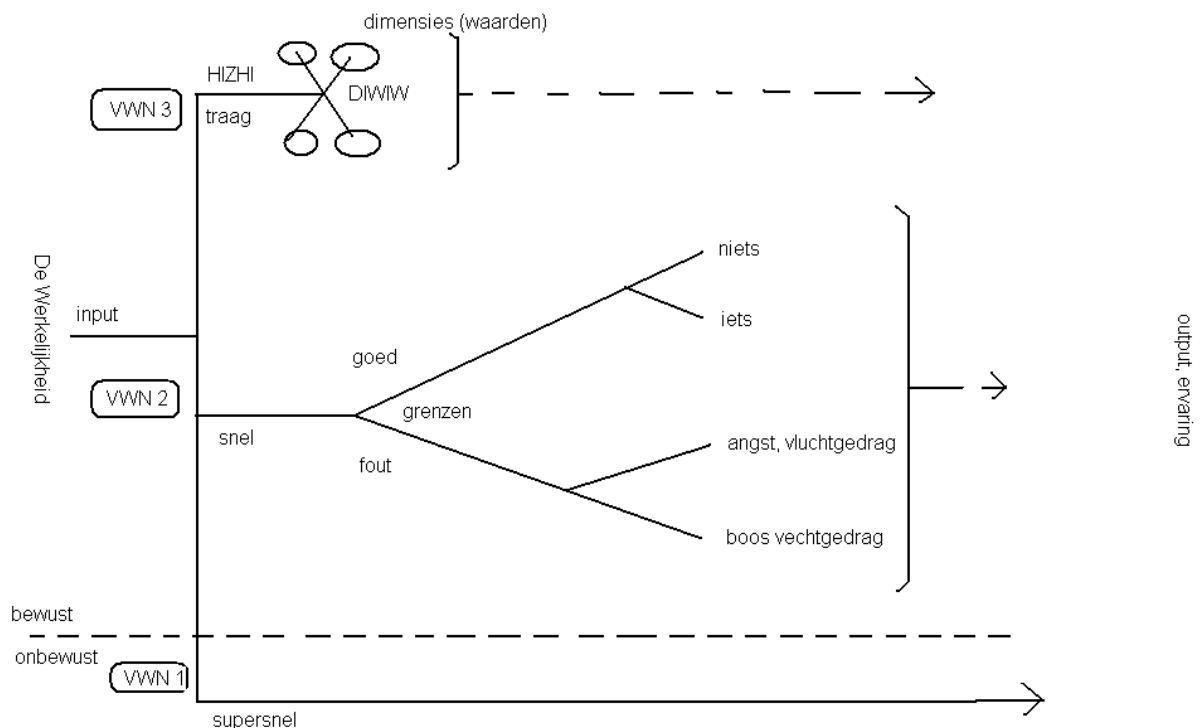 dimensies (waarden)
HIZHI
DIWIW
VWN 3
traag
niets
De Werkelijkheid
input
iets
output, ervaring
goed
VWN 2
grenzen
snel
angst, vluchtgedrag
fout
boos vechtgedrag
bewust
onbewust
VWN 1
supersnel